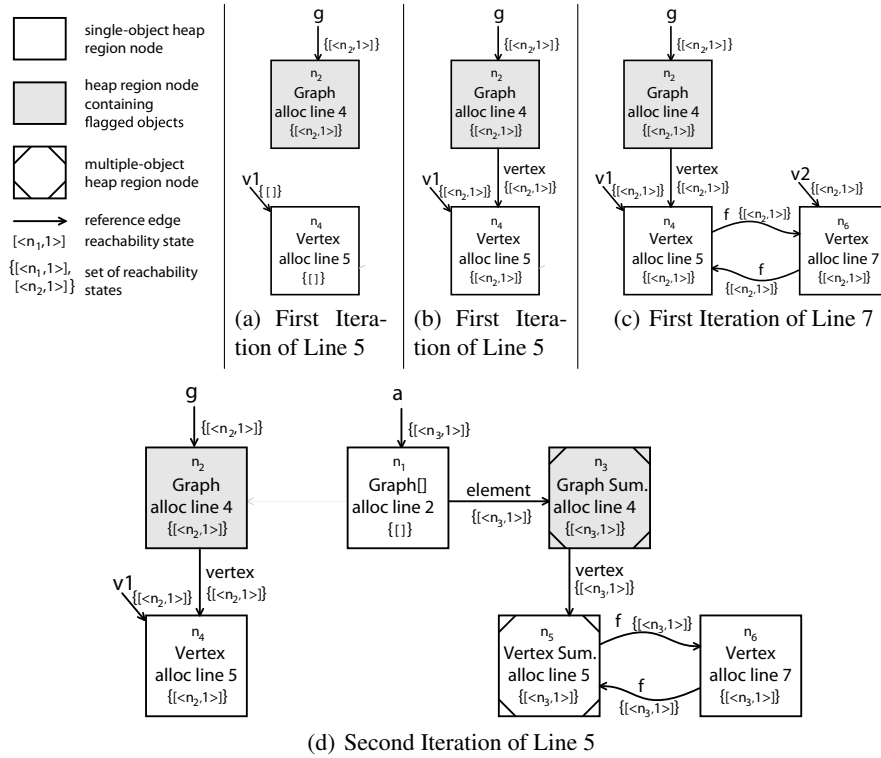 single-object heap
region node
heap region node
containing
flagged objects
multiple-object
heap region node
reference edge
[<n₁,1>] reachability state
{[<n₁,1>],
[<n₂,1>]}
set of reachability
states
g
{[<n₂,1>]}
n₂
Graph
alloc line 4
{[<n₂,1>]}
v1
{[]}
n₄
Vertex
alloc line 5
{[]}
(a) First Itera-
tion of Line 5
g
{[<n₂,1>]}
n₂
Graph
alloc line 4
{[<n₂,1>]}
vertex
{[<n₂,1>]}
v1
{[<n₂,1>]}
n₄
Vertex
alloc line 5
{[<n₂,1>]}
(b) First Itera-
tion of Line 5
g
{[<n₂,1>]}
n₂
Graph
alloc line 4
{[<n₂,1>]}
vertex
{[<n₂,1>]}
v1
{[<n₂,1>]}
n₄
Vertex
alloc line 5
{[<n₂,1>]}
f {[<n₂,1>]}
f
{[<n₂,1>]}
v2
{[<n₂,1>]}
n₆
Vertex
alloc line 7
{[<n₂,1>]}
(c) First Iteration of Line 7
g
{[<n₂,1>]}
n₂
Graph
alloc line 4
{[<n₂,1>]}
vertex
{[<n₂,1>]}
v1
{[<n₂,1>]}
n₄
Vertex
alloc line 5
{[<n₂,1>]}
a
{[<n₃,1>]}
n₁
Graph[]
alloc line 2
{[]}
element
{[<n₃,1>]}
n₃
Graph Sum.
alloc line 4
{[<n₃,1>]}
vertex
{[<n₃,1>]}
n₅
Vertex Sum.
alloc line 5
{[<n₃,1>]}
f {[<n₃,1>]}
f
{[<n₃,1>]}
n₆
Vertex
alloc line 7
{[<n₃,1>]}
(d) Second Iteration of Line 5